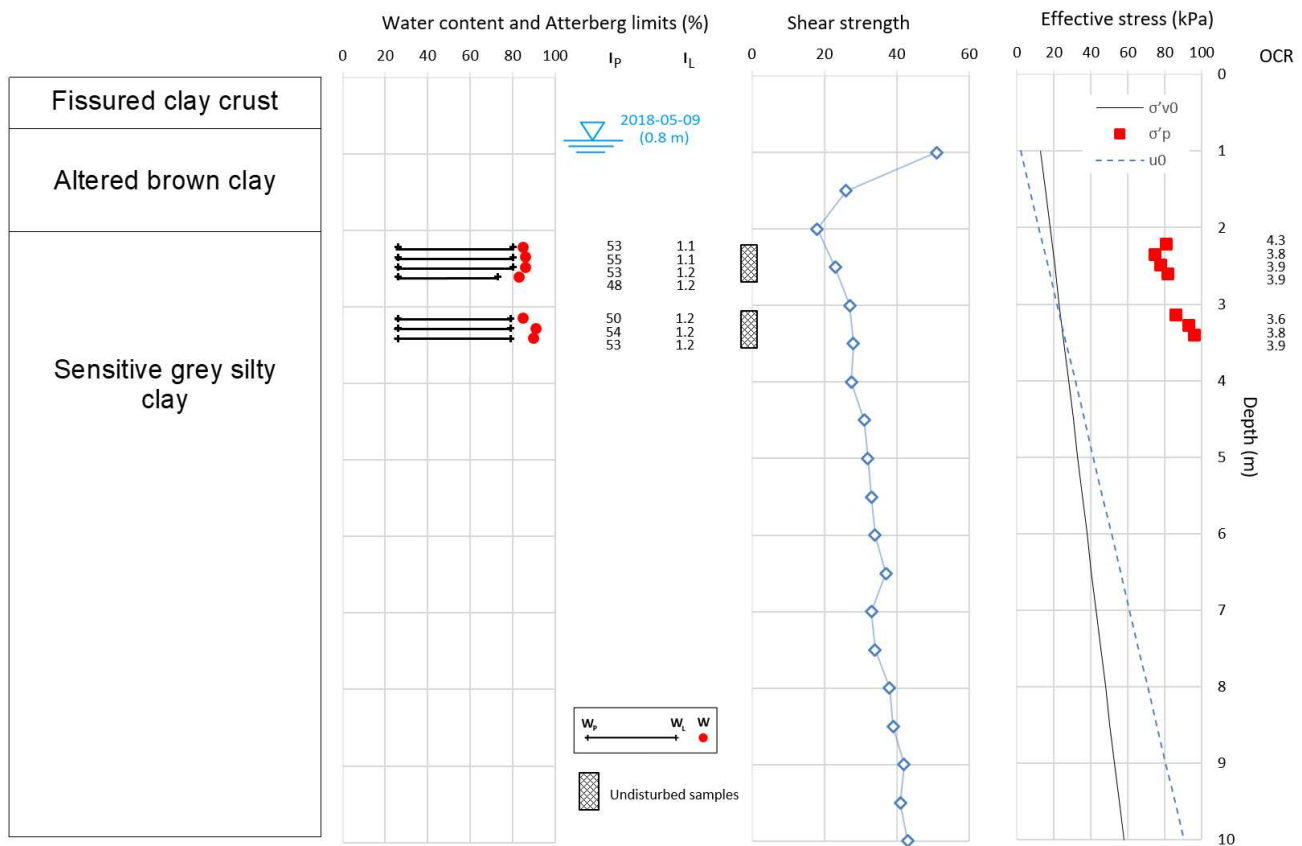 Water content and Atterberg limits (%)
Shear strength
Effective stress (kPa)
0 20 40 60 80 100
IP IL
0 20 40 60
0 20 40 60 80 100
OCR
Fissured clay crust
Altered brown clay
Sensitive grey silty
clay
2018-05-09
(0.8 m)
σ'v0
σ'p
u0
53 1.1
55 1.1
53 1.2
48 1.2
50 1.2
54 1.2
53 1.2
4.3
3.8
3.9
3.9
3.6
3.8
3.9
0
1
2
3
4
5
6
7
8
9
10
Depth (m)
WP WL W
Undisturbed samples